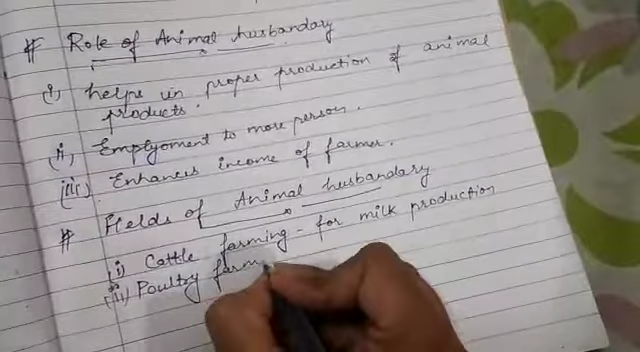 # Role of Animal husbandary
(i) helps in proper production of animal
products.
(ii) Emptyoment to more person.
(iii) Enhances income of farmer.
# Fields of Animal husbandary
(i) Cattle farming - for milk production
(ii) Poultry farm